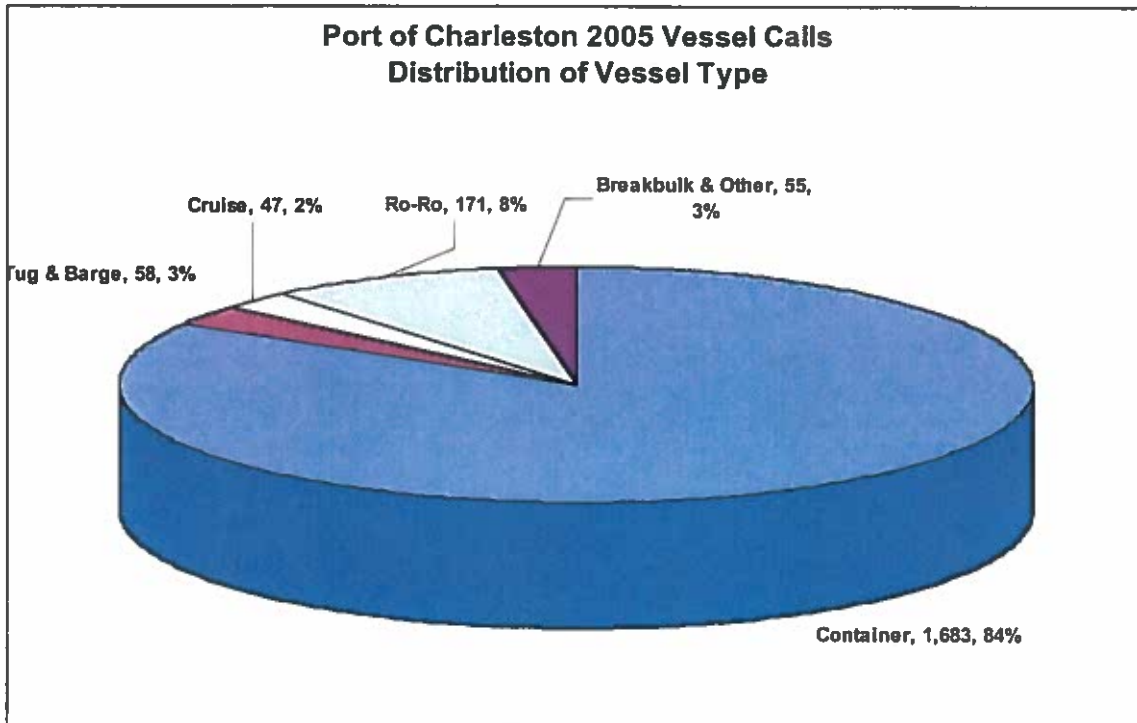 Port of Charleston 2005 Vessel Calls
Distribution of Vessel Type
Breakbulk & Other, 55,
3%
Cruise, 47, 2%
Ro-Ro, 171, 8%
Tug & Barge, 58, 3%
Container, 1,683, 84%